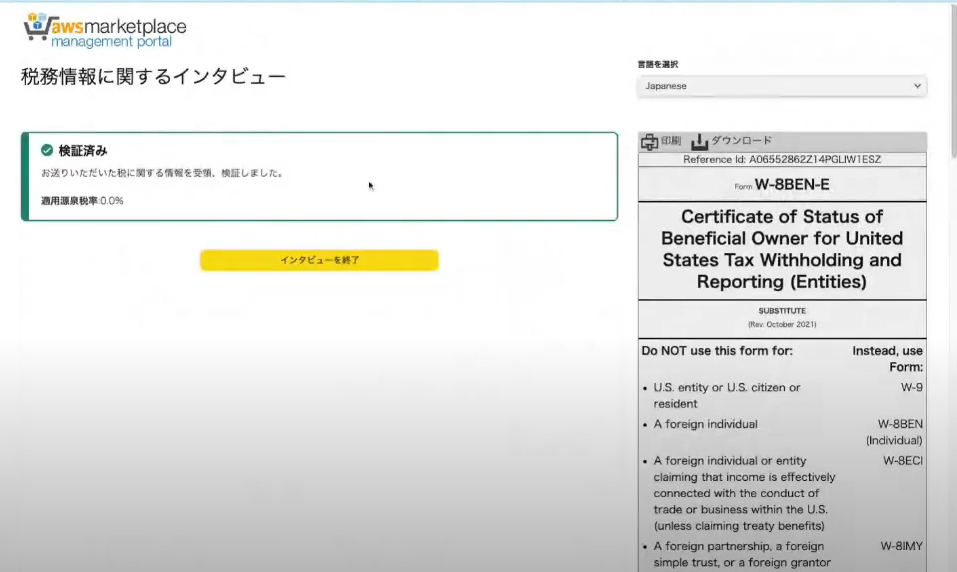 awsmarketplace
management portal
税務情報に関するインタビュー
言語を選択
Japanese
検証済み
お送りいただいた税に関する情報を受領、検証しました。
適用源泉税率:0.0%
インタビューを終了
印刷 ダウンロード
Reference Id: A06552862Z14PGLIW1ESZ
Form W-8BEN-E
Certificate of Status of
Beneficial Owner for United
States Tax Withholding and
Reporting (Entities)
SUBSTITUTE
(Rev. October 2021)
Do NOT use this form for: Instead, use
Form:
• U.S. entity or U.S. citizen or W-9
resident
• A foreign individual W-8BEN
(Individual)
• A foreign individual or entity W-8ECI
claiming that income is effectively
connected with the conduct of
trade or business within the U.S.
(unless claiming treaty benefits)
• A foreign partnership, a foreign W-8IMY
simple trust, or a foreign grantor